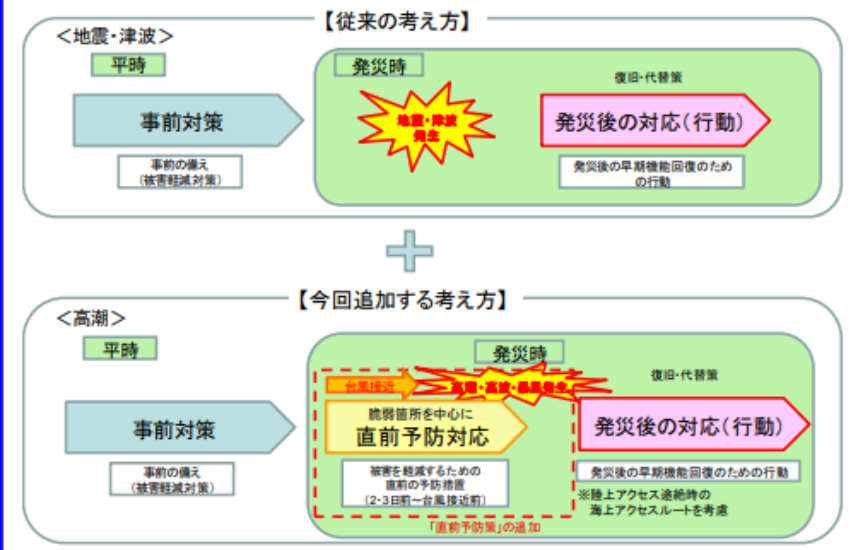 【従来の考え方】
<地震・津波>
平時
発災時
復旧・代替策
事前対策
地震・津波
発生
発災後の対応(行動)
事前の備え
(被害軽減対策)
発災後の早期機能回復のため
の行動
【今回追加する考え方】
<高潮>
平時
発災時
台風接近
高潮・高波・暴風発生
復旧・代替策
事前対策
脆弱箇所を中心に
直前予防対応
発災後の対応(行動)
事前の備え
(被害軽減対策)
被害を軽減するための
直前の予防措置
(2・3日前~台風接近前)
発災後の早期機能回復のための行動
※陸上アクセス途絶時の
海上アクセスルートを考慮
「直前予防策」の追加